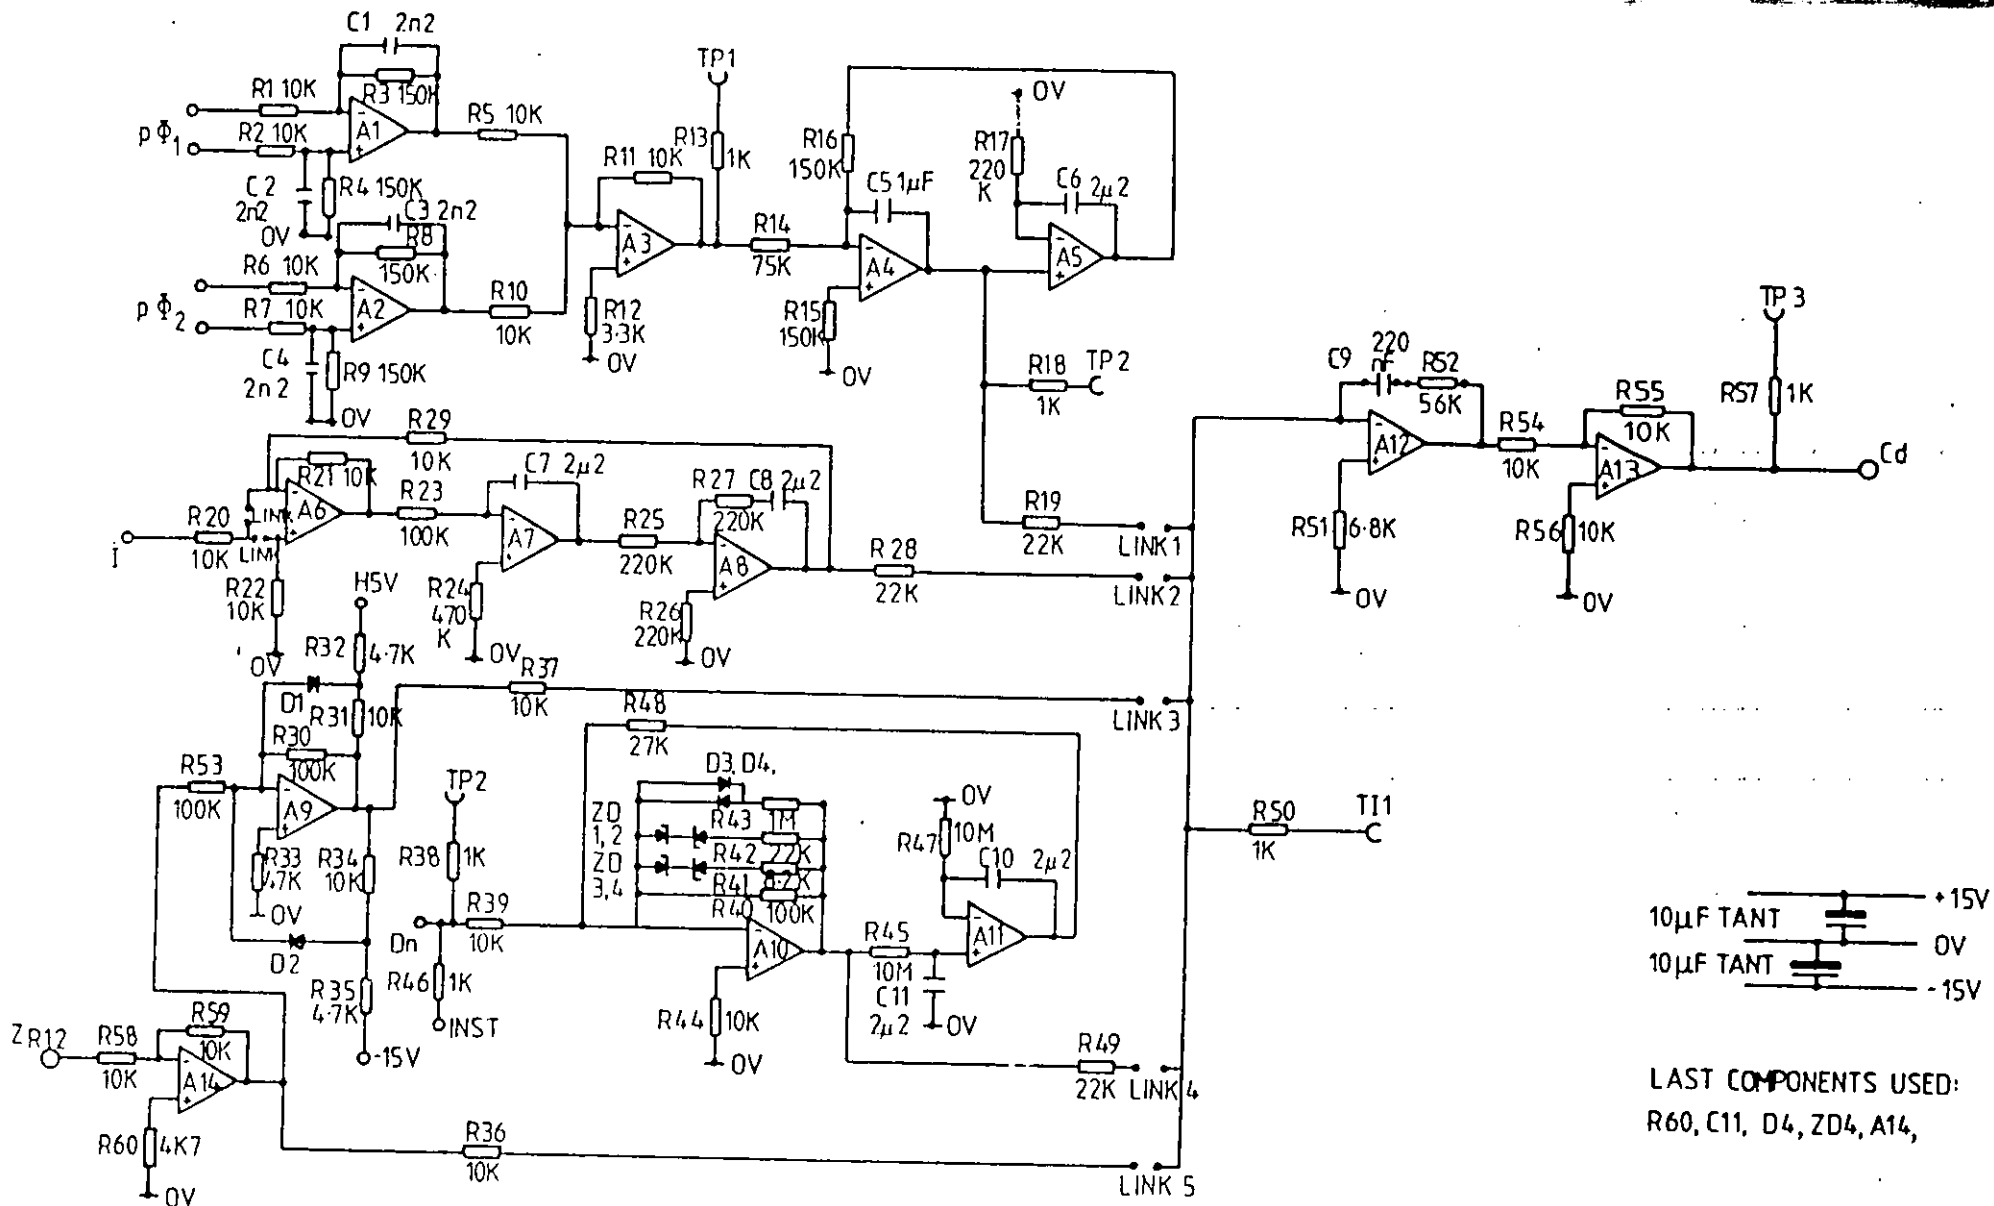 C1 2n2
R1 10K
R3 150K
pΦ1
R2 10K
A1
C2
2n2
R4 150K
0V
R5 10K
C3 2n2
R8
150K
R6 10K
pΦ2
R7 10K
A2
C4
2n2
R9 150K
0V
R10
10K
R11 10K
A3
R12
3·3K
0V
TP1
R13
1K
R14
75K
R16
150K
C5 1μF
A4
R15
150K
0V
0V
R17
220
K
C6 2μ2
A5
R18
1K
TP2
R19
22K
LINK 1
R29
10K
R21 10K
R20
10K
LINK
LINK
I
A6
R22
10K
0V
R23
100K
C7 2μ2
A7
R24
470
K
0V
R25
220K
R27
220K
C8 2μ2
A8
R26
220K
0V
R28
22K
LINK 2
H5V
R32
4·7K
D1
R31
10K
R30
100K
R53
100K
A9
R33
47K
0V
R34
10K
D2
R35
4·7K
-15V
R37
10K
LINK 3
R48
27K
TP2
R38
1K
Dn
R39
10K
R46
1K
INST
D3, D4,
ZD
1,2
ZD
3,4
R43
1M
R42
22K
R41
8·2K
R40
100K
A10
R44
10K
0V
R45
10M
C11
2μ2
0V
0V
R47
10M
C10 2μ2
A11
R49
22K
LINK 4
ZR12
R58
10K
R59
10K
A14
R60
4K7
0V
R36
10K
LINK 5
R50
1K
TI1
C9
220
nF
R52
56K
A12
R51
6·8K
0V
R54
10K
R55
10K
A13
R56
10K
0V
TP3
R57
1K
Cd
10μF TANT
+15V
0V
10μF TANT
-15V
LAST COMPONENTS USED:
R60, C11, D4, ZD4, A14,